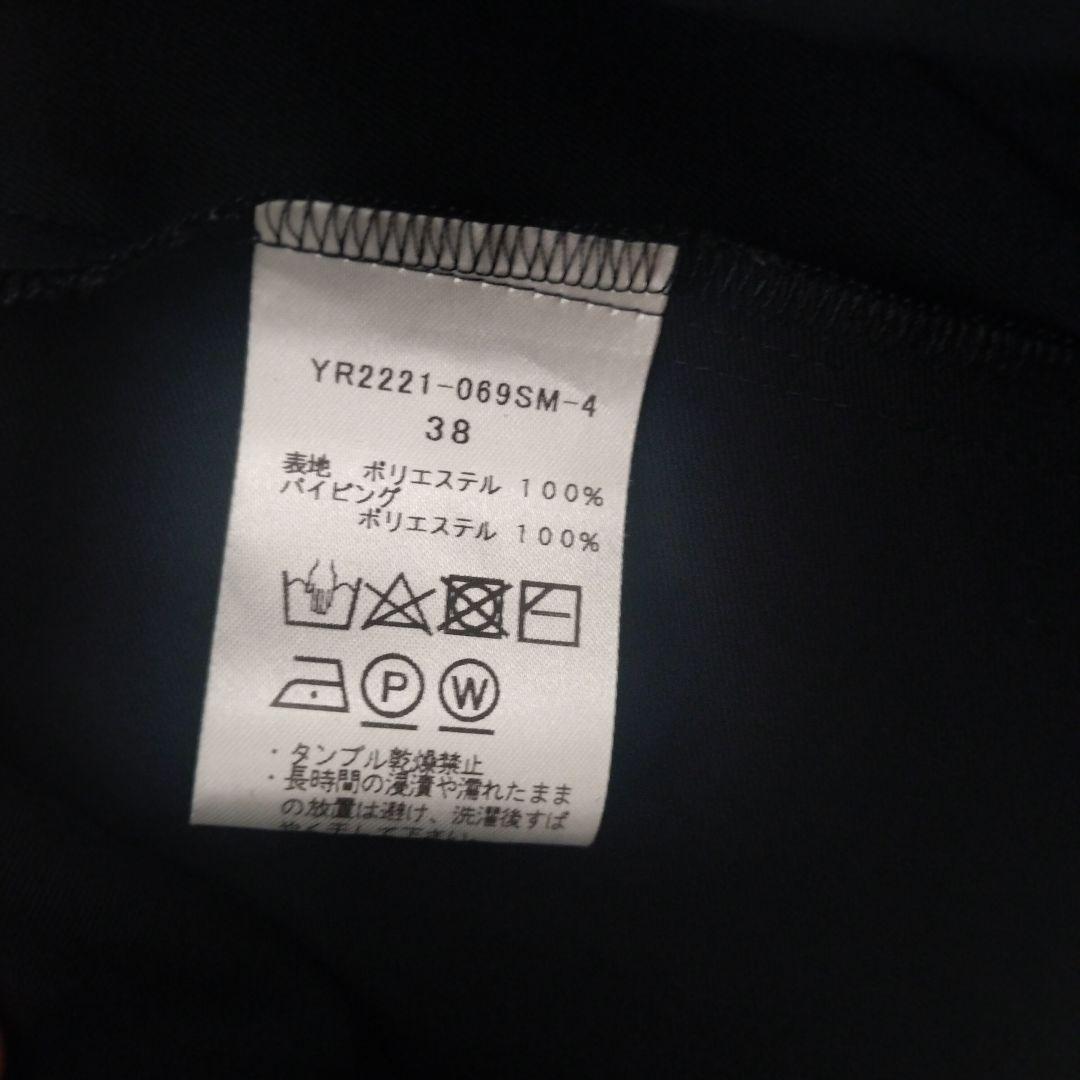 YR2221-069SM-4
38
表地 ポリエステル 100%
パイピング
ポリエステル 100%
P W
・タンブル乾燥禁止
・長時間の浸漬や濡れたまま
の放置は避け、洗濯後すば